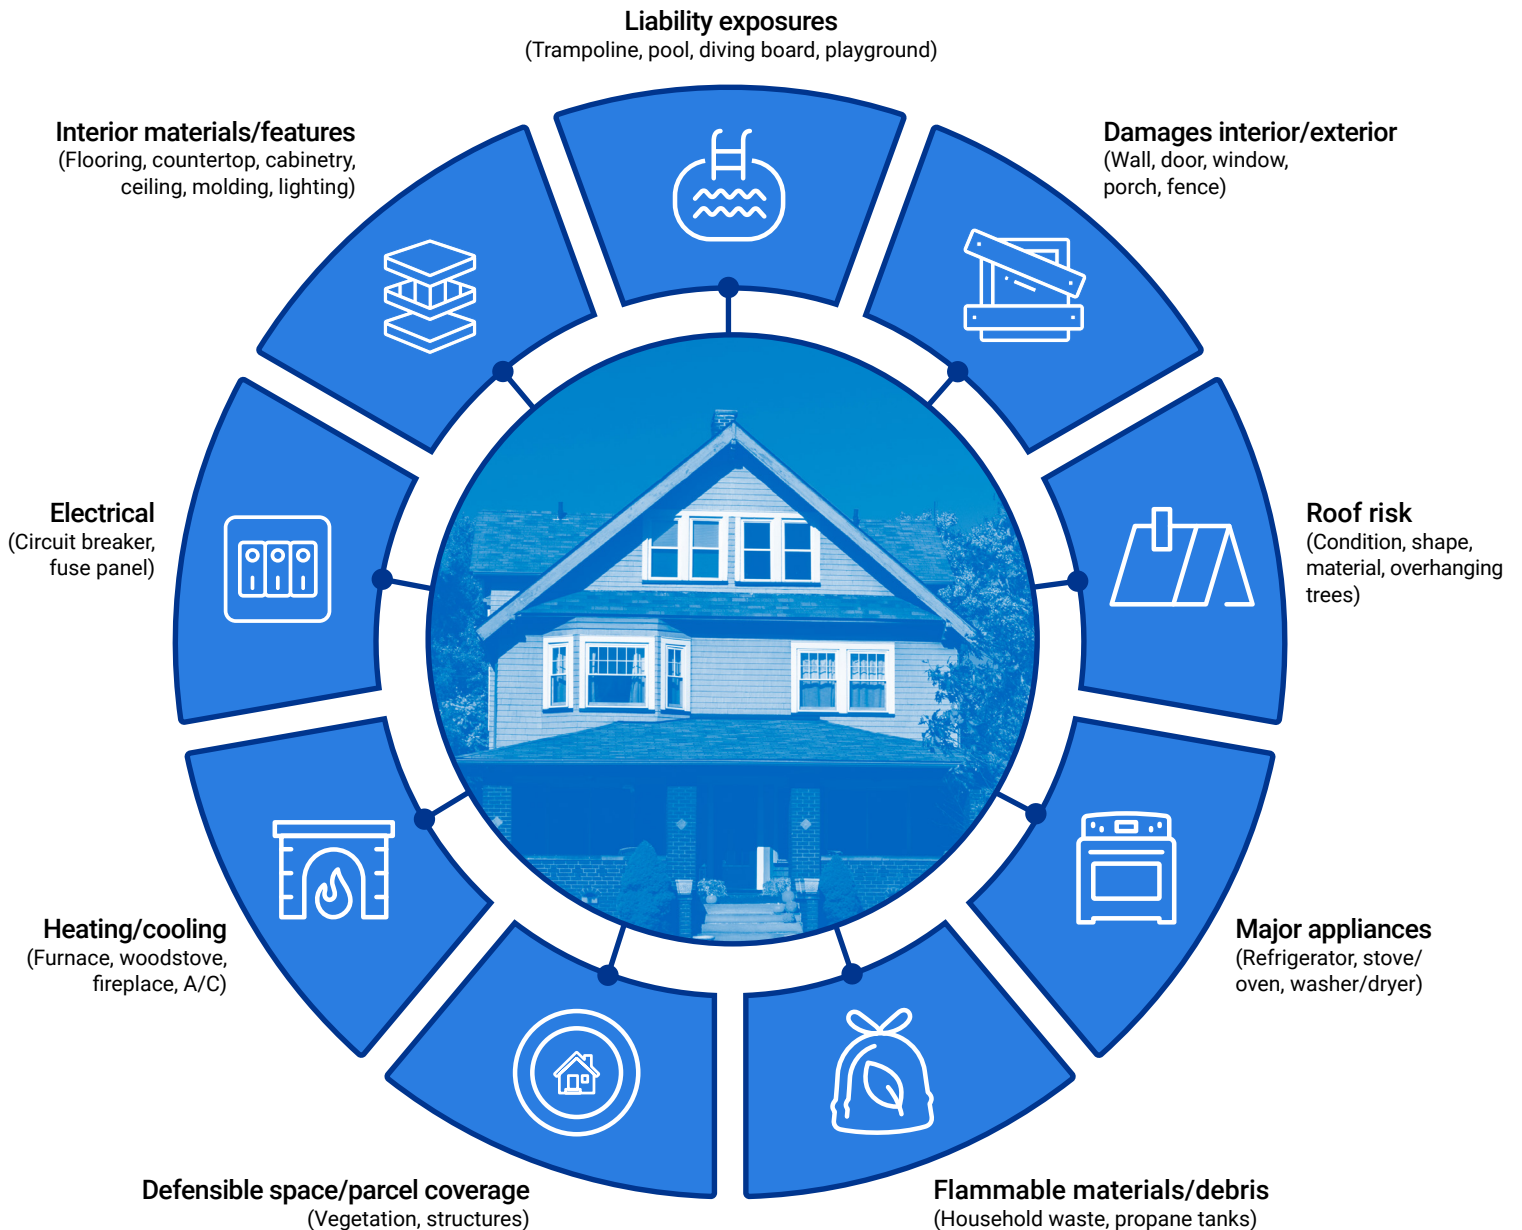 Liability exposures
(Trampoline, pool, diving board, playground)
Interior materials/features
(Flooring, countertop, cabinetry,
ceiling, molding, lighting)
Damages interior/exterior
(Wall, door, window,
porch, fence)
Electrical
(Circuit breaker,
fuse panel)
Roof risk
(Condition, shape,
material, overhanging
trees)
Heating/cooling
(Furnace, woodstove,
fireplace, A/C)
Major appliances
(Refrigerator, stove/
oven, washer/dryer)
Defensible space/parcel coverage
(Vegetation, structures)
Flammable materials/debris
(Household waste, propane tanks)